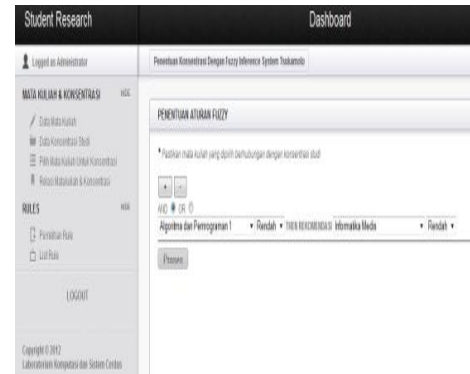 Student Research
Dashboard
Logged as Administrator
Penentuan Konsentrasi Dengan Fuzzy Inference System Tsukamoto
MATA KULIAH & KONSENTRASI HIDE
Data Mata Kuliah
Data Konsentrasi Studi
Pilih Mata Kuliah Untuk Konsentrasi
Relasi Matakuliah & Konsentrasi
RULES HIDE
Pemilihan Rule
List Rule
LOGOUT
Copyright © 2012
Laboratorium Komputasi dan Sistem Cerdas
PENENTUAN ATURAN FUZZY
* Pastikan mata kuliah yang dipilih berhubungan dengan konsentrasi studi
+ -
AND OR
Algoritma dan Pemrograman 1 Rendah THEN REKOMENDASI Informatika Media Rendah
Proses